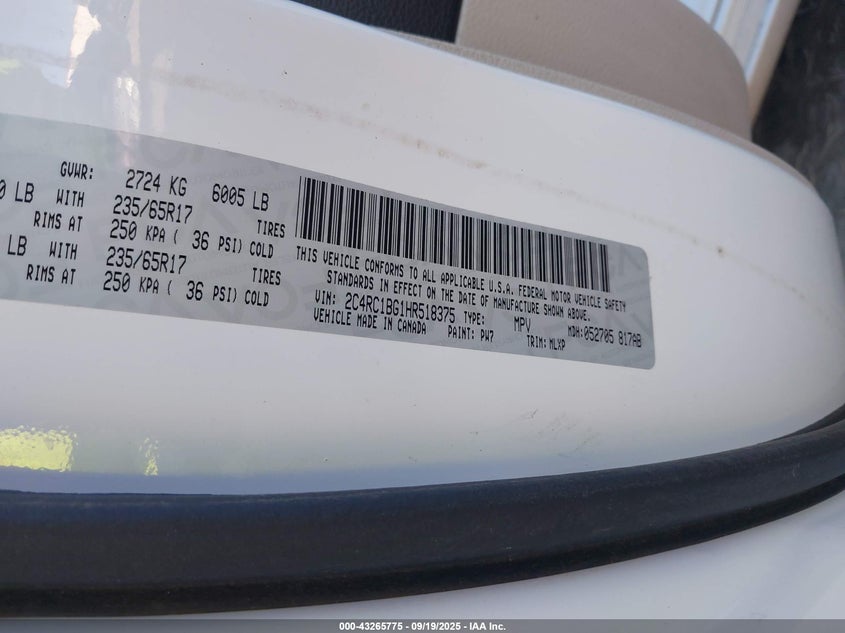 GVWR: 2724 KG 6005 LB
0 LB WITH 235/65R17 TIRES
RIMS AT 250 KPA ( 36 PSI) COLD
LB WITH 235/65R17 TIRES
RIMS AT 250 KPA ( 36 PSI) COLD
THIS VEHICLE CONFORMS TO ALL APPLICABLE U.S.A. FEDERAL MOTOR VEHICLE SAFETY
STANDARDS IN EFFECT ON THE DATE OF MANUFACTURE SHOWN ABOVE.
VIN: 2C4RC1BG1HR518375 TYPE: MPV MDH:052705 817AB
VEHICLE MADE IN CANADA PAINT: PW7 TRIM: MLXP
000-43265775 - 09/19/2025 - IAA Inc.